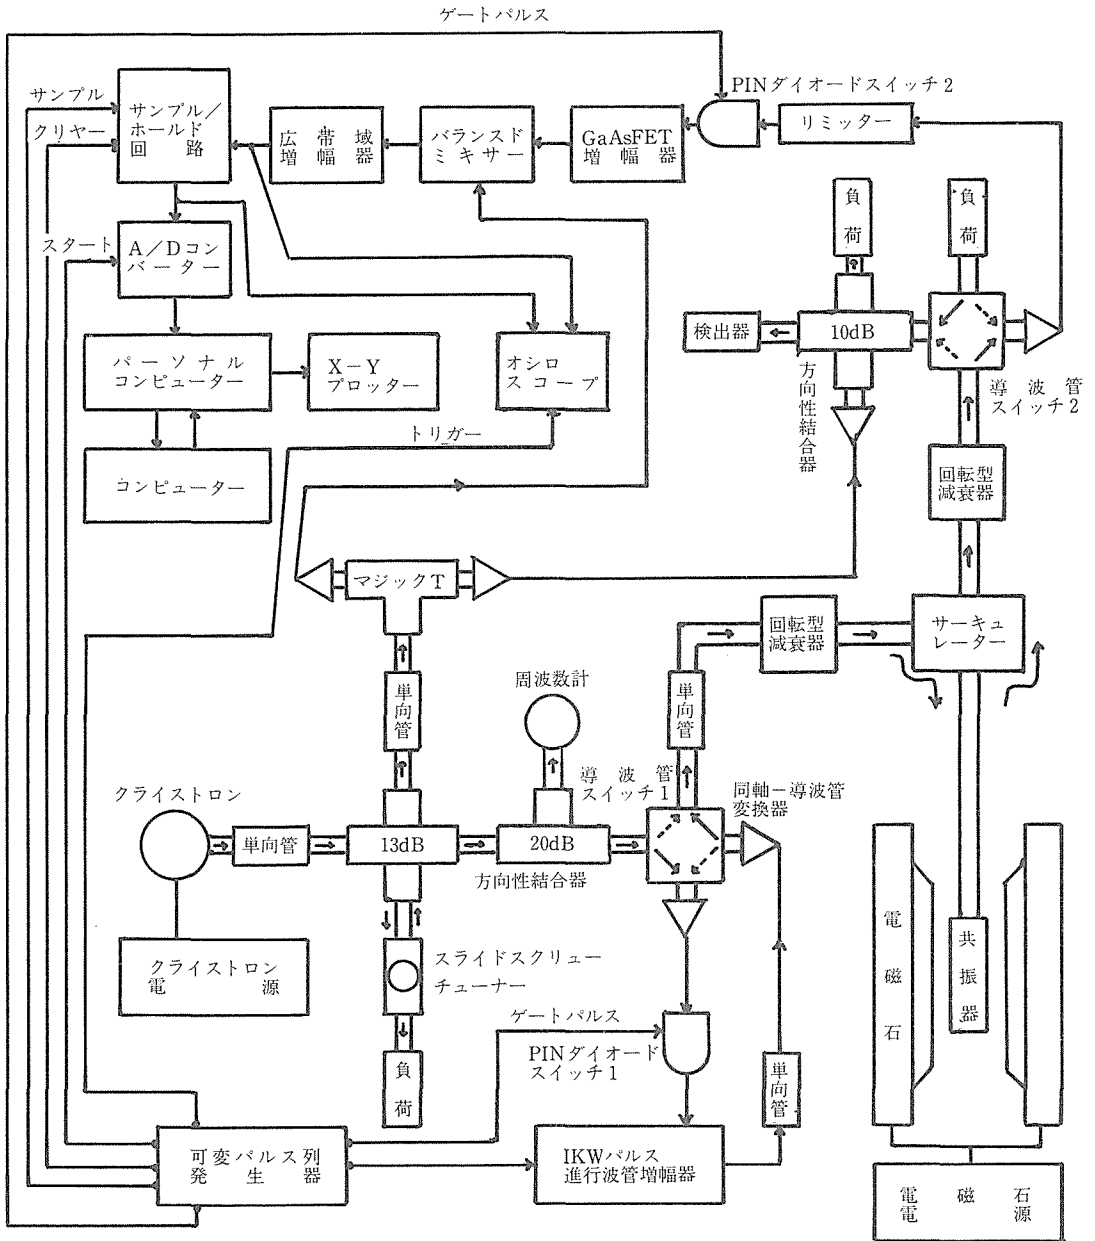 ゲートパルス
PINダイオードスイッチ2
サンプル
クリヤー
サンプル／
ホールド
回路
広帯域
増幅器
バランスド
ミキサー
GaAsFET
増幅器
リミッター
負荷
負荷
スタート
A／Dコン
バーター
検出器
10dB
方向性結合器
導波管
スイッチ2
パーソナル
コンピューター
X－Y
プロッター
オシロ
スコープ
トリガー
コンピューター
回転型
減衰器
マジックT
回転型
減衰器
サーキュ
レーター
単向管
周波数計
単向管
導波管
スイッチ1
同軸－導波管
変換器
クライストロン
単向管
13dB
20dB
方向性結合器
クライストロン
電源
スライドスクリュー
チューナー
電磁石
共振器
ゲートパルス
PINダイオード
スイッチ1
負荷
単向管
可変パルス列
発生器
IKWパルス
進行波管増幅器
電磁石
電源